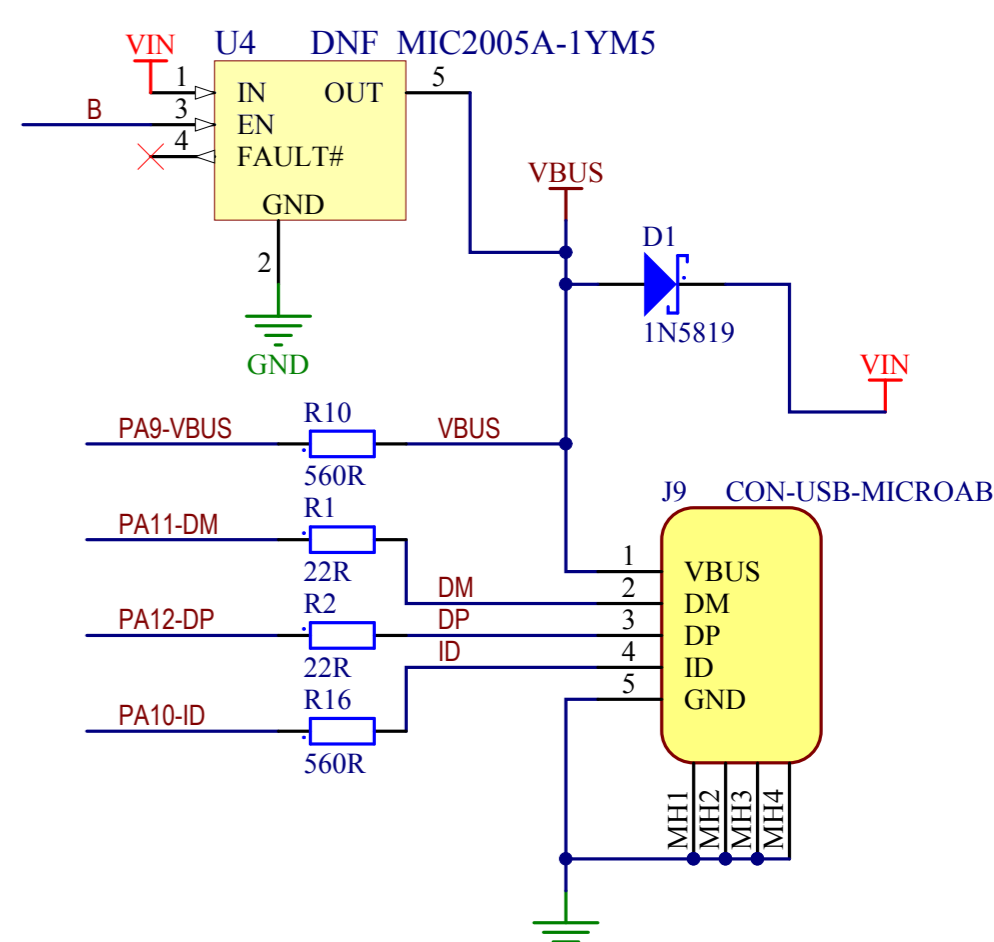 VIN U4 DNF MIC2005A-1YM5
1 IN OUT 5
B 3 EN
4 FAULT#
GND
2
GND
VBUS
D1
1N5819
VIN
R10
PA9-VBUS VBUS
560R
J9 CON-USB-MICROAB
R1
PA11-DM
22R
1 VBUS
DM 2 DM
R2
PA12-DP DP 3 DP
22R
ID 4 ID
5 GND
R16
PA10-ID
560R
MH1 MH2 MH3 MH4